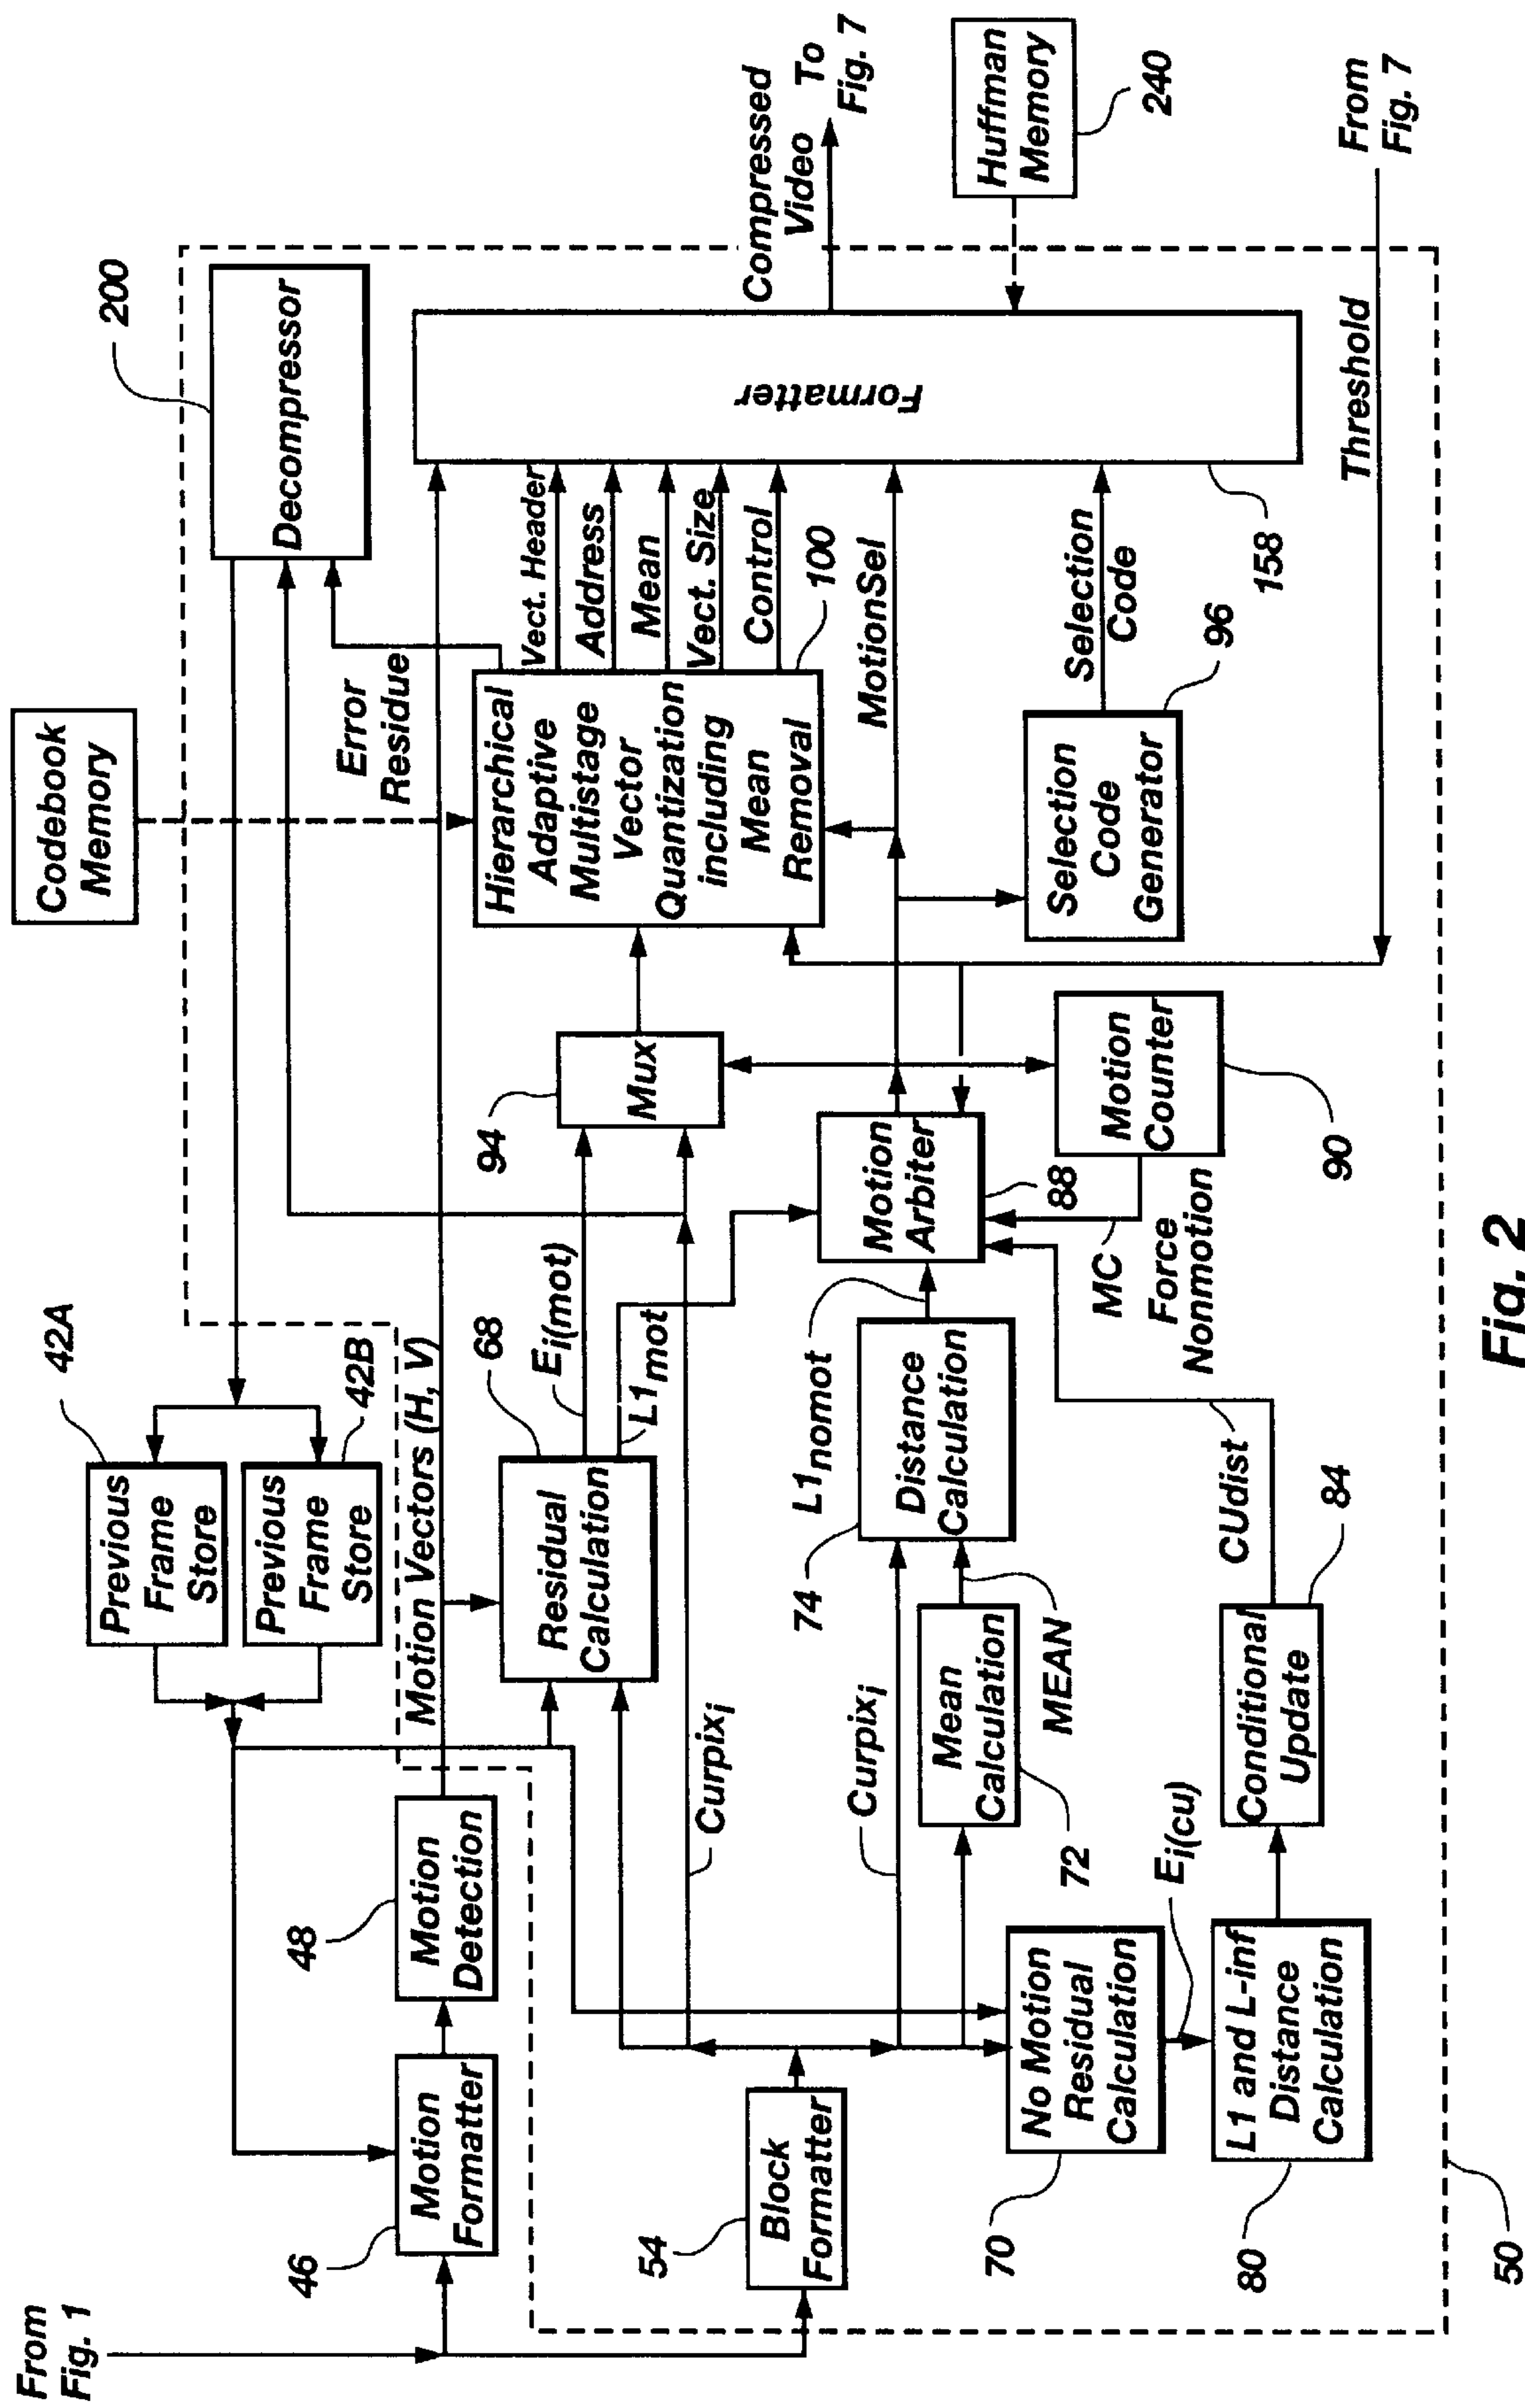 From
Fig. 1
46
Motion
Formatter
48
Motion
Detection
Previous
Frame
Store
42A
Previous
Frame
Store
42B
Motion Vectors (H, V)
Codebook
Memory
Error
Residue
200
Decompressor
54
Block
Formatter
Residual
Calculation
68
Ei(mot)
L1mot
Curpixi
94
Mux
Hierarchical
Adaptive
Multistage
Vector
Quantization
including
Mean
Removal
100
Vect. Header
Address
Mean
Vect. Size
Control
MotionSel
Formatter
158
Compressed
Video To
Fig. 7
Huffman
Memory
240
Curpixi
Mean
Calculation
72
MEAN
74
Distance
Calculation
L1nomot
Motion
Arbiter
88
MC
Force
Nonmotion
Motion
Counter
90
Selection
Code
Generator
96
Selection
Code
70
No Motion
Residual
Calculation
Ei(cu)
80
L1 and L-inf
Distance
Calculation
Conditional
Update
84
CUdist
Threshold
From
Fig. 7
50
Fig. 2